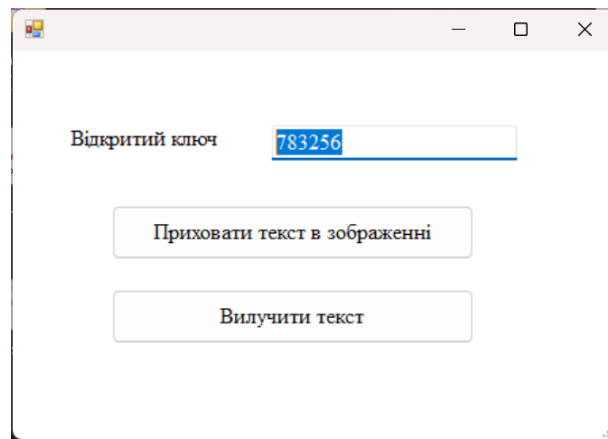 Відкритий ключ 783256
Приховати текст в зображенні
Вилучити текст